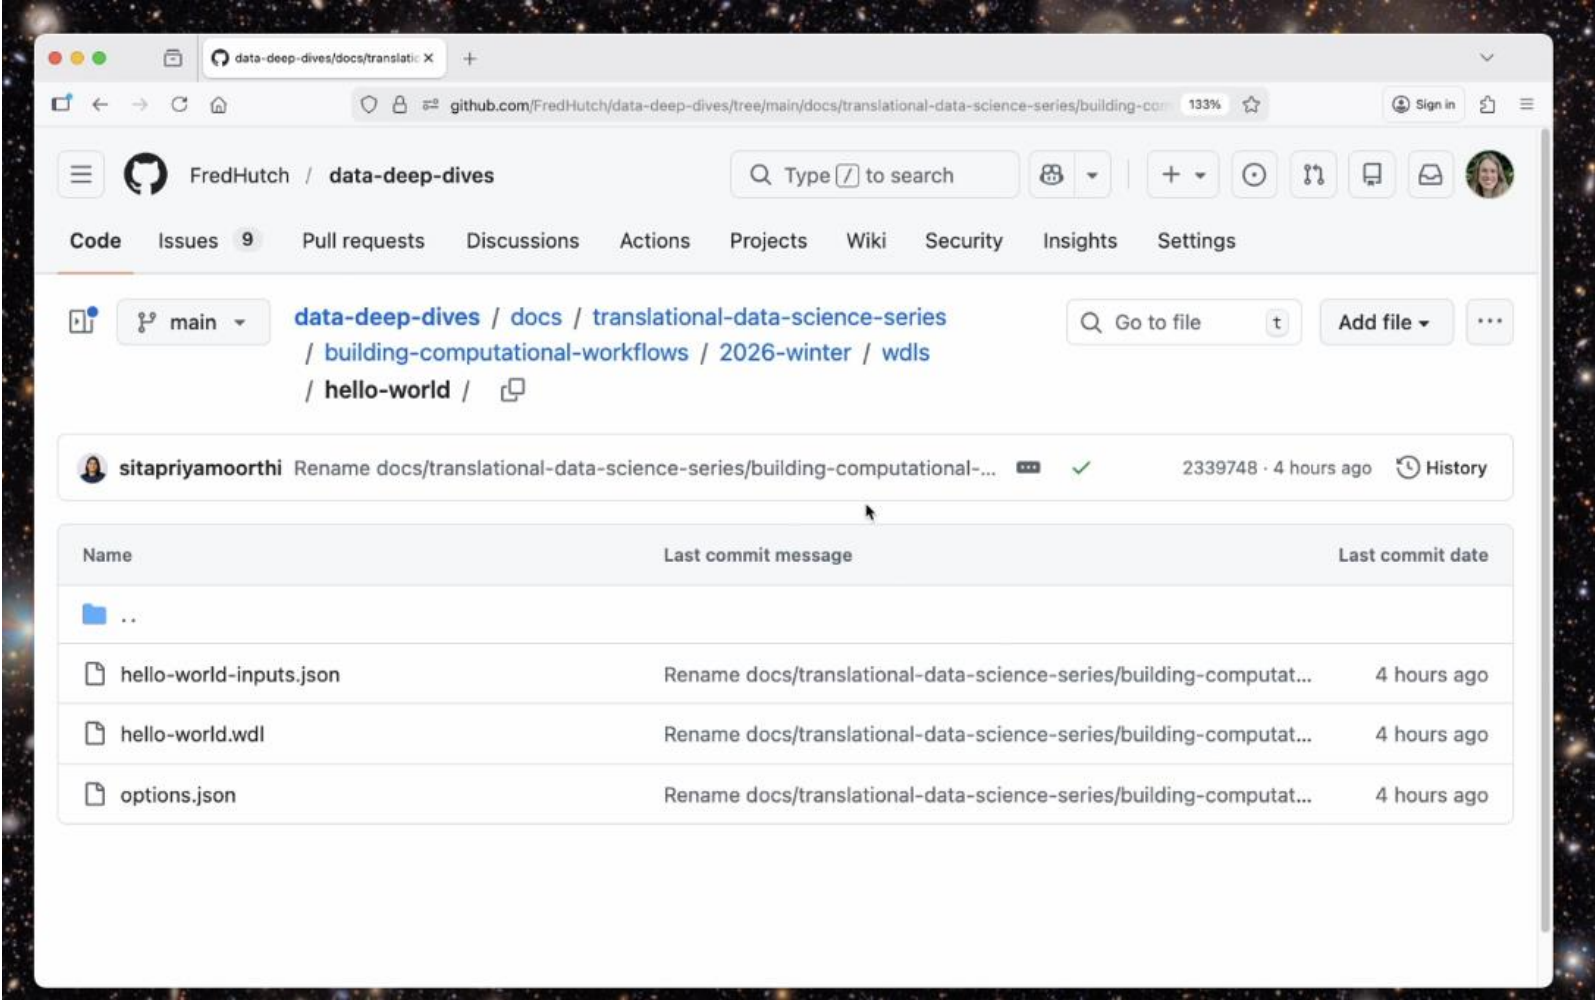 data-deep-dives/docs/translatic
github.com/FredHutch/data-deep-dives/tree/main/docs/translational-data-science-series/building-com 133% Sign in
FredHutch / data-deep-dives Type / to search
Code Issues 9 Pull requests Discussions Actions Projects Wiki Security Insights Settings
main data-deep-dives / docs / translational-data-science-series Go to file t Add file
/ building-computational-workflows / 2026-winter / wdls
/ hello-world /
sitapriyamoorthi Rename docs/translational-data-science-series/building-computational-... 2339748 · 4 hours ago History
Name Last commit message Last commit date
..
hello-world-inputs.json Rename docs/translational-data-science-series/building-computat... 4 hours ago
hello-world.wdl Rename docs/translational-data-science-series/building-computat... 4 hours ago
options.json Rename docs/translational-data-science-series/building-computat... 4 hours ago